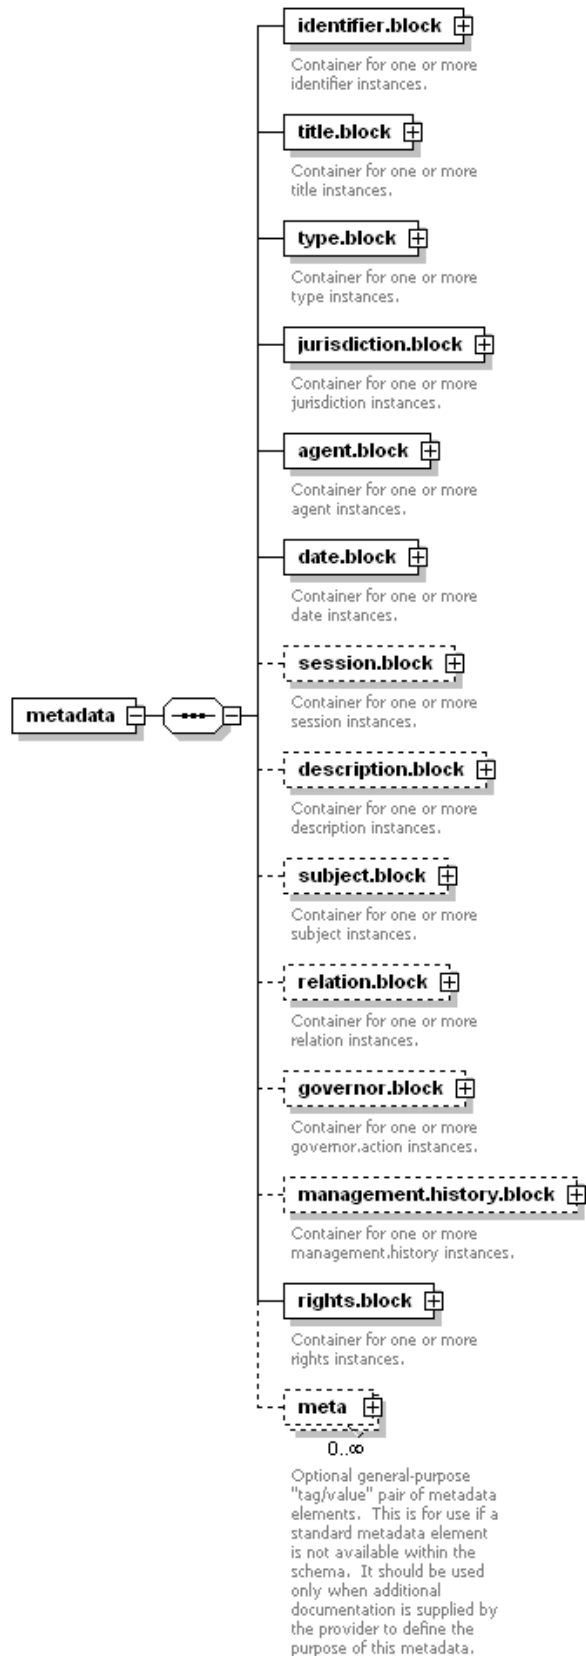 identifier.block
Container for one or more
identifier instances.
title.block
Container for one or more
title instances.
type.block
Container for one or more
type instances.
jurisdiction.block
Container for one or more
jurisdiction instances.
agent.block
Container for one or more
agent instances.
date.block
Container for one or more
date instances.
session.block
Container for one or more
session instances.
metadata
description.block
Container for one or more
description instances.
subject.block
Container for one or more
subject instances.
relation.block
Container for one or more
relation instances.
governor.block
Container for one or more
governor.action instances.
management.history.block
Container for one or more
management.history instances.
rights.block
Container for one or more
rights instances.
meta
0..∞
Optional general-purpose
"tag/value" pair of metadata
elements.  This is for use if a
standard metadata element
is not available within the
schema.  It should be used
only when additional
documentation is supplied by
the provider to define the
purpose of this metadata.